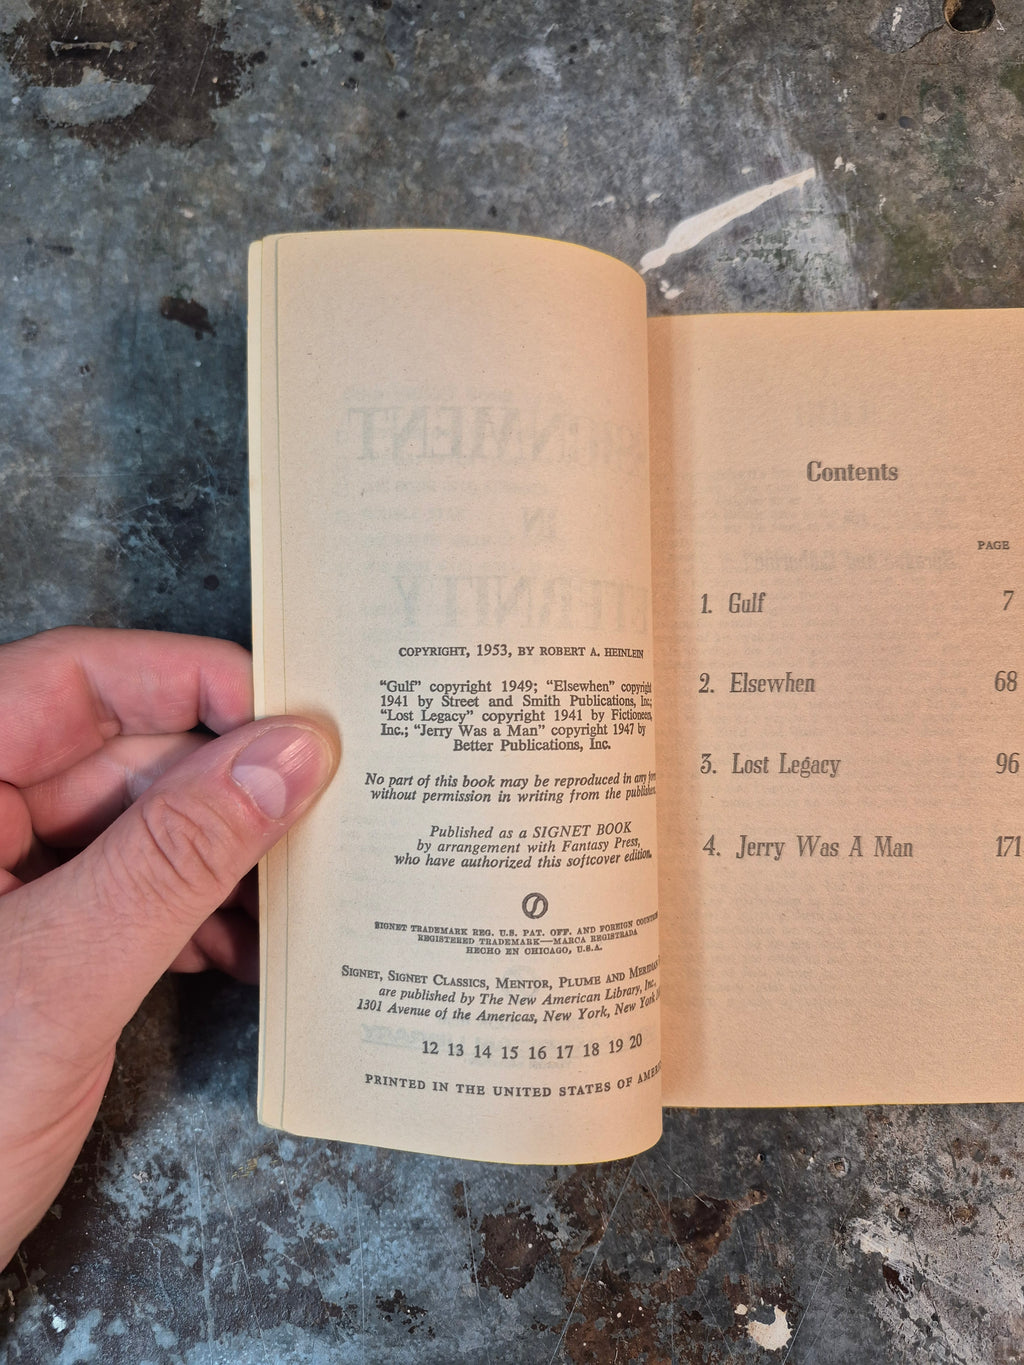 COPYRIGHT, 1953, BY ROBERT A. HEINLEIN
“Gulf” copyright 1949; “Elsewhen” copyright
1941 by Street and Smith Publications, Inc;
“Lost Legacy” copyright 1941 by Fictioneers,
Inc.; “Jerry Was a Man” copyright 1947 by
Better Publications, Inc.
No part of this book may be reproduced in any
without permission in writing from the publishers.
Published as a SIGNET BOOK
by arrangement with Fantasy Press,
who have authorized this softcover edition.
SIGNET TRADEMARK REG. U.S. PAT. OFF. AND FOREIGN
REGISTERED TRADEMARK—MARCA REGISTRADA
HECHO EN CHICAGO, U.S.A.
SIGNET, SIGNET CLASSICS, MENTOR, PLUME AND
are published by The New American Library, Inc.,
1301 Avenue of the Americas, New York, New York
12 13 14 15 16 17 18 19 20
PRINTED IN THE UNITED STATES OF
Contents
PAGE
1. Gulf 7
2. Elsewhen 68
3. Lost Legacy 96
4. Jerry Was A Man 171